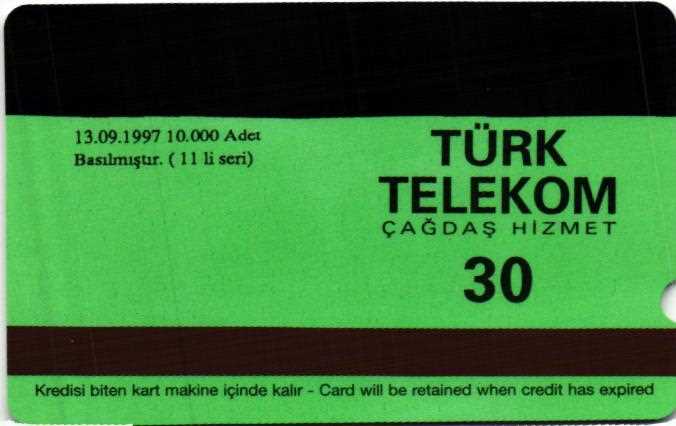 13.09.1997 10.000 Adet
Basılmıştır. ( 11 li seri)
TÜRK
TELEKOM
ÇAĞDAŞ HİZMET
30
Kredisi biten kart makine içinde kalır - Card will be retained when credit has expired